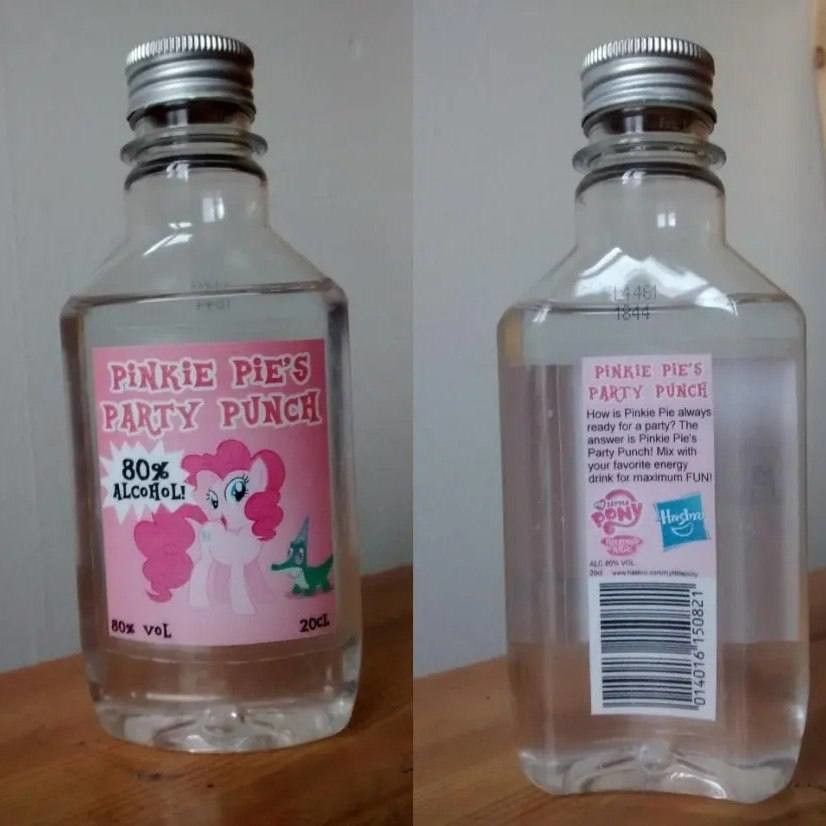 PiNKiE PiE'S
PARTY PUNCH
80%
ALCOHOL!
80% VOL
20CL
L4461
1844
PiNKiE PiE'S
PARTY PUNCH
How is Pinkie Pie always
ready for a party? The
answer is Pinkie Pie's
Party Punch! Mix with
your favorite energy
drink for maximum FUN!
PONY
Hasbro
ALC 80% VOL
20cl
014016 150821